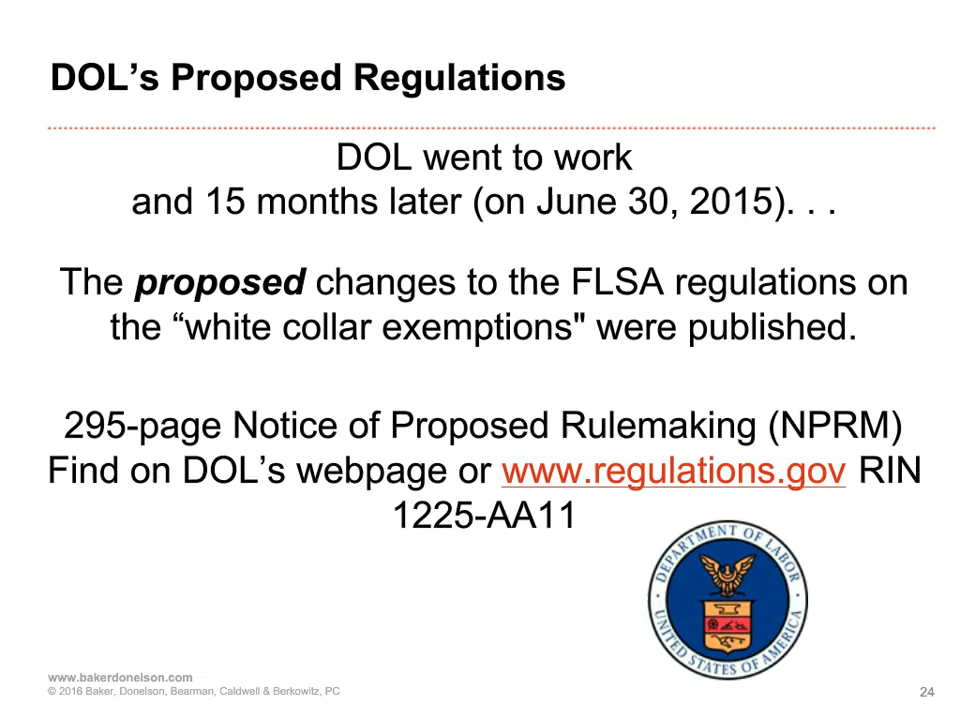 DOL’s Proposed Regulations
DOL went to work
and 15 months later (on June 30, 2015). . .
The proposed changes to the FLSA regulations on
the “white collar exemptions" were published.
295-page Notice of Proposed Rulemaking (NPRM)
Find on DOL’s webpage or www.regulations.gov RIN
1225-AA11
DEPARTMENT OF LABOR
UNITED STATES OF AMERICA
www.bakerdonelson.com
© 2016 Baker, Donelson, Bearman, Caldwell & Berkowitz, PC
24